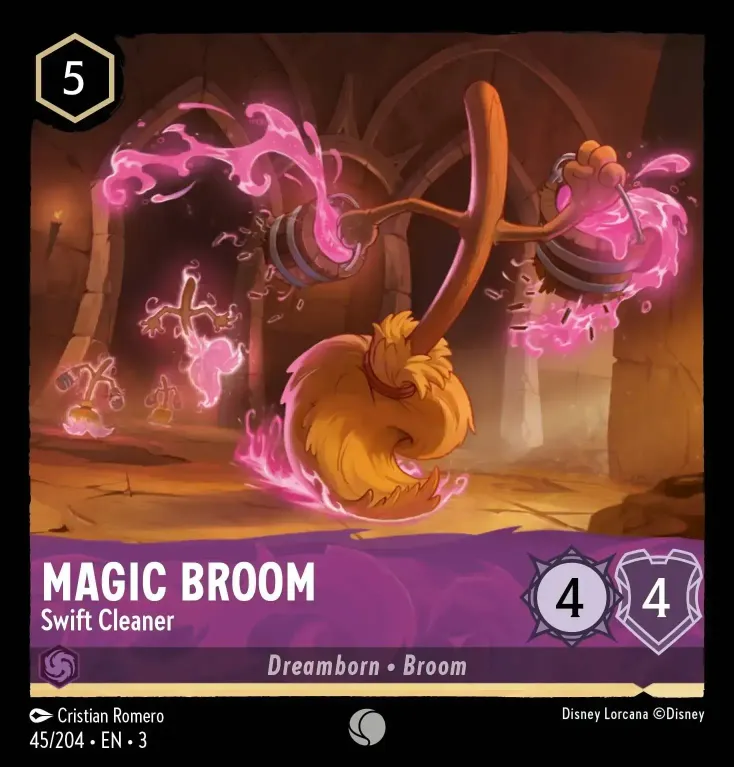 5
MAGIC BROOM
Swift Cleaner
4 4
Dreamborn • Broom
Cristian Romero
Disney Lorcana ©Disney
45/204 • EN • 3